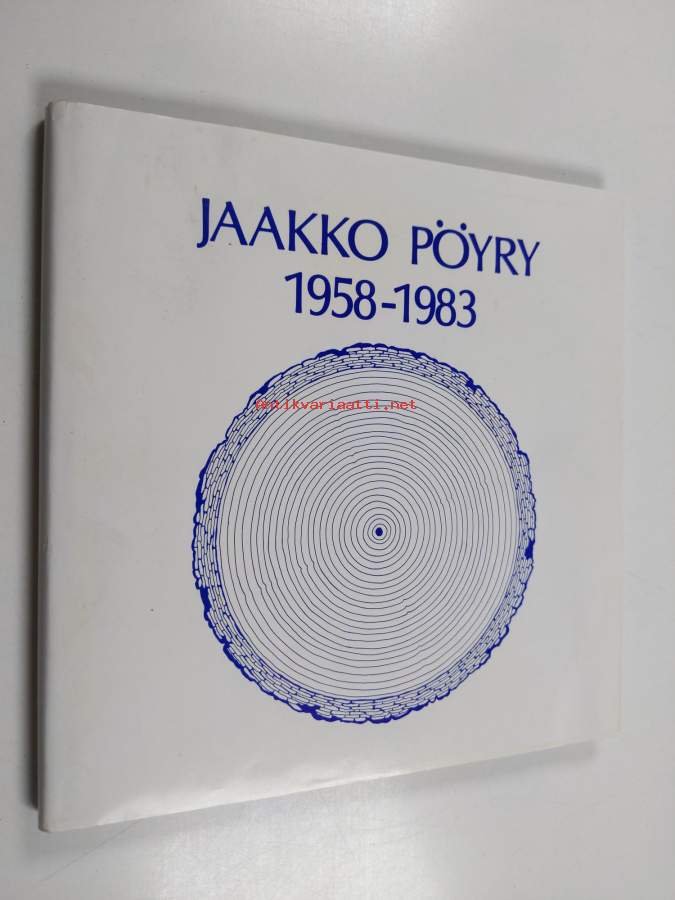 JAAKKO PÖYRY
1958-1983
Antikvariaatti.net